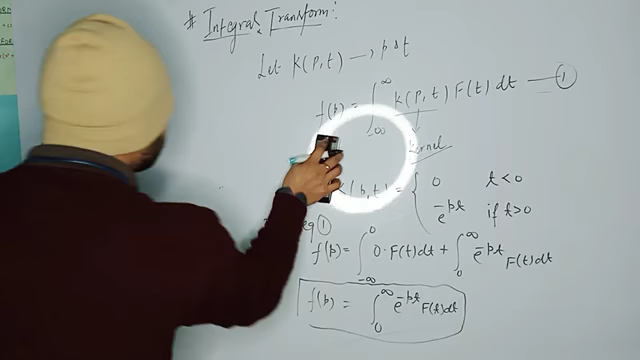 # Integral Transform:
Let K(P,t) → p & t
f(p) = ∫_{-∞}^{∞} k(P,t) F(t) dt — ①
Kernel
k(p,t) = { 0    t<0
e^{-pt}    if t>0
eq ①
f(p) = ∫_{-∞}^{0} 0·F(t)dt + ∫_{0}^{∞} e^{-pt} F(t)dt
f(p) = ∫_{0}^{∞} e^{-pt} F(t)dt